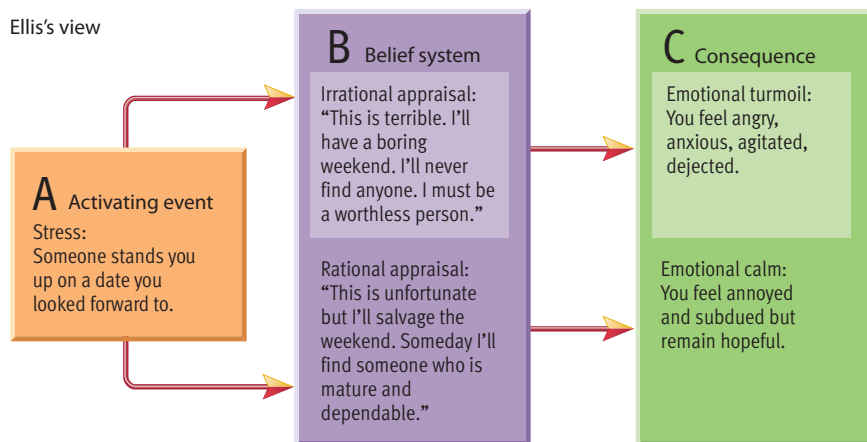 Ellis's view
A Activating event
Stress:
Someone stands you
up on a date you
looked forward to.
B Belief system
Irrational appraisal:
“This is terrible. I'll
have a boring
weekend. I'll never
find anyone. I must be
a worthless person.”
Rational appraisal:
“This is unfortunate
but I'll salvage the
weekend. Someday I'll
find someone who is
mature and
dependable.”
C Consequence
Emotional turmoil:
You feel angry,
anxious, agitated,
dejected.
Emotional calm:
You feel annoyed
and subdued but
remain hopeful.